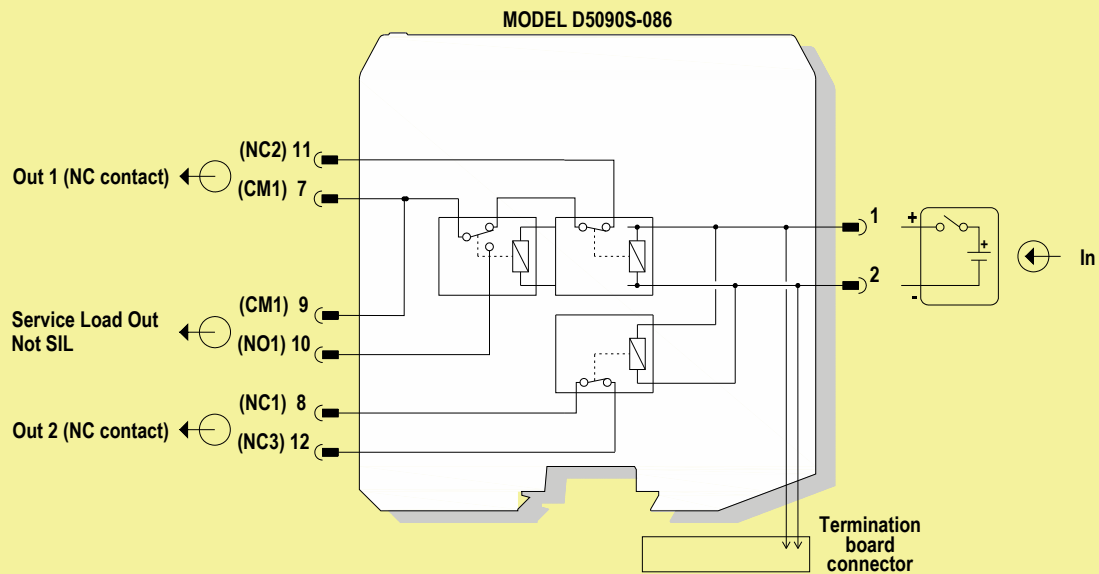 MODEL D5090S-086
(NC2) 11
Out 1 (NC contact)
(CM1) 7
1
+
+
In
2
-
(CM1) 9
Service Load Out
Not SIL
(NO1) 10
(NC1) 8
Out 2 (NC contact)
(NC3) 12
Termination
board
connector